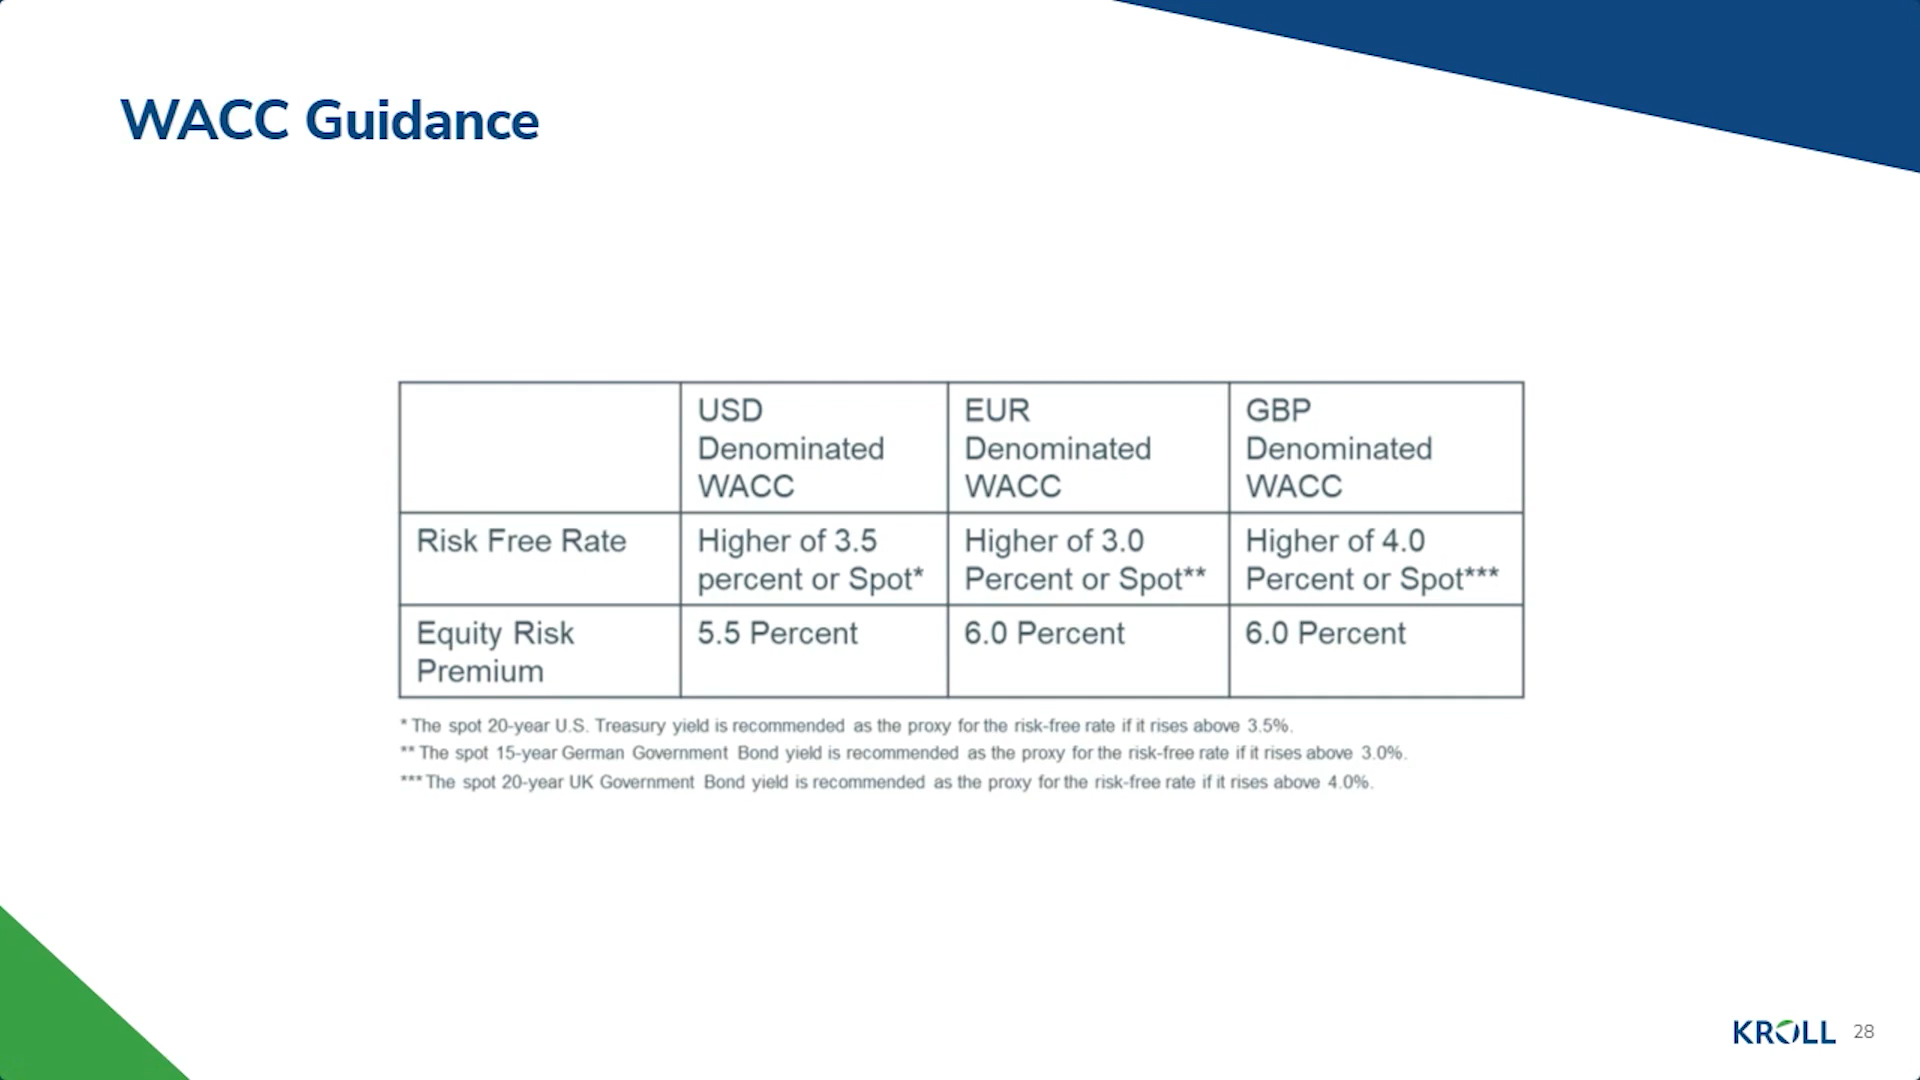 WACC Guidance
USD
Denominated
WACC
EUR
Denominated
WACC
GBP
Denominated
WACC
Risk Free Rate
Higher of 3.5
percent or Spot*
Higher of 3.0
Percent or Spot**
Higher of 4.0
Percent or Spot***
Equity Risk
Premium
5.5 Percent
6.0 Percent
6.0 Percent
* The spot 20-year U.S. Treasury yield is recommended as the proxy for the risk-free rate if it rises above 3.5%.
** The spot 15-year German Government Bond yield is recommended as the proxy for the risk-free rate if it rises above 3.0%.
*** The spot 20-year UK Government Bond yield is recommended as the proxy for the risk-free rate if it rises above 4.0%.
KROLL 28